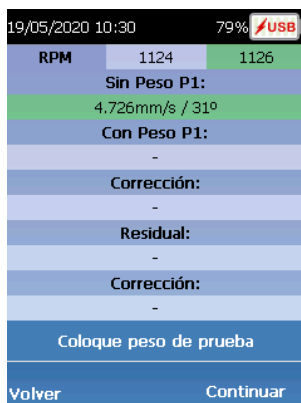 19/05/2020 10:30 79% USB
RPM 1124 1126
Sin Peso P1:
4.726mm/s / 31º
Con Peso P1:
-
Corrección:
-
Residual:
-
Corrección:
-
Coloque peso de prueba
Volver Continuar